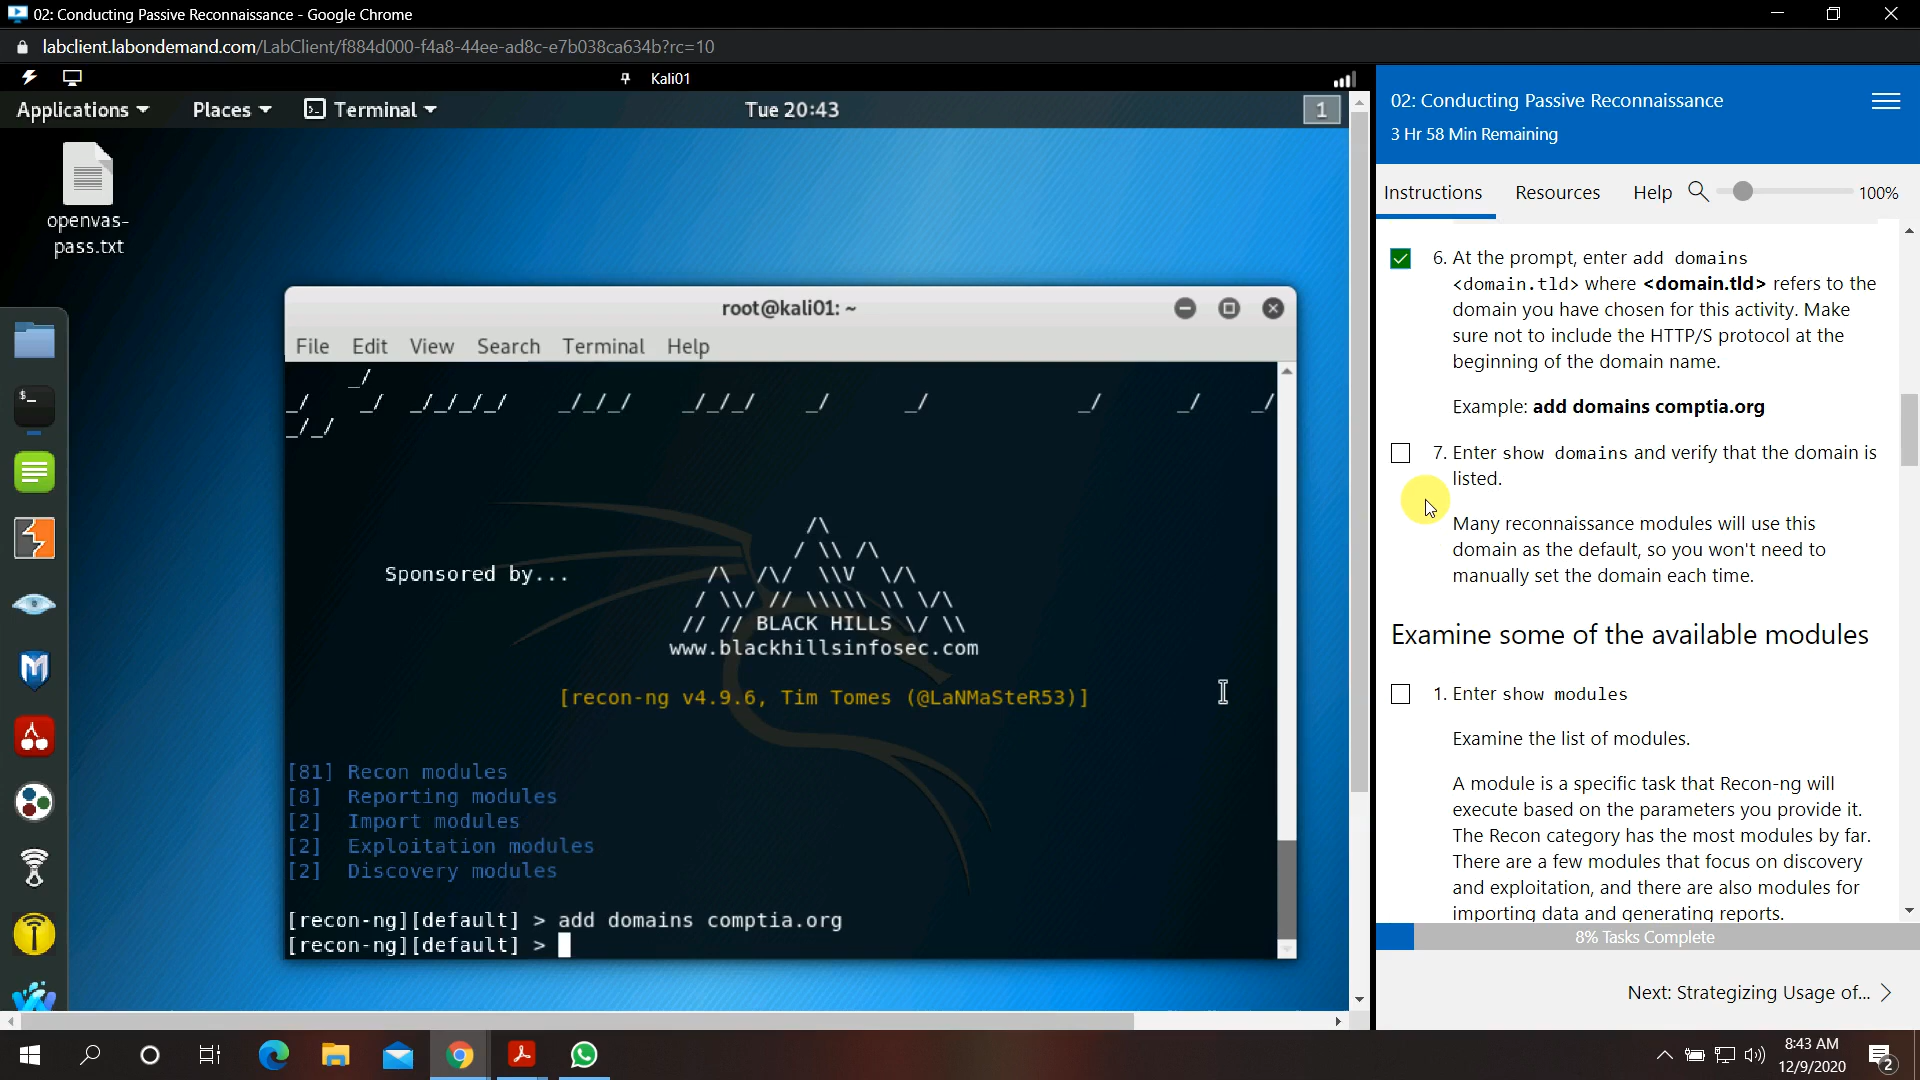 02: Conducting Passive Reconnaissance - Google Chrome
labclient.labondemand.com/LabClient/f884d000-f4a8-44ee-ad8c-e7b038ca634b?rc=10
Kali01
Applications Places Terminal Tue 20:43 1
openvas-
pass.txt
root@kali01: ~
File Edit View Search Terminal Help
_/
_/ _/ _/_/_/_/ _/_/_/ _/_/_/ _/ _/ _/ _/ _/
_/_/
/\
/ \\ /\
Sponsored by... /\ /\/ \\V \/\
/ \\/ // \\\\\ \\ \/\
// // BLACK HILLS \/ \\
www.blackhillsinfosec.com
[recon-ng v4.9.6, Tim Tomes (@LaNMaSteR53)]
[81] Recon modules
[8] Reporting modules
[2] Import modules
[2] Exploitation modules
[2] Discovery modules
[recon-ng][default] > add domains comptia.org
[recon-ng][default] >
02: Conducting Passive Reconnaissance
3 Hr 58 Min Remaining
Instructions Resources Help 100%
6. At the prompt, enter add domains
<domain.tld> where <domain.tld> refers to the
domain you have chosen for this activity. Make
sure not to include the HTTP/S protocol at the
beginning of the domain name.
Example: add domains comptia.org
7. Enter show domains and verify that the domain is
listed.
Many reconnaissance modules will use this
domain as the default, so you won't need to
manually set the domain each time.
Examine some of the available modules
1. Enter show modules
Examine the list of modules.
A module is a specific task that Recon-ng will
execute based on the parameters you provide it.
The Recon category has the most modules by far.
There are a few modules that focus on discovery
and exploitation, and there are also modules for
importing data and generating reports.
8% Tasks Complete
Next: Strategizing Usage of...
8:43 AM
12/9/2020
2